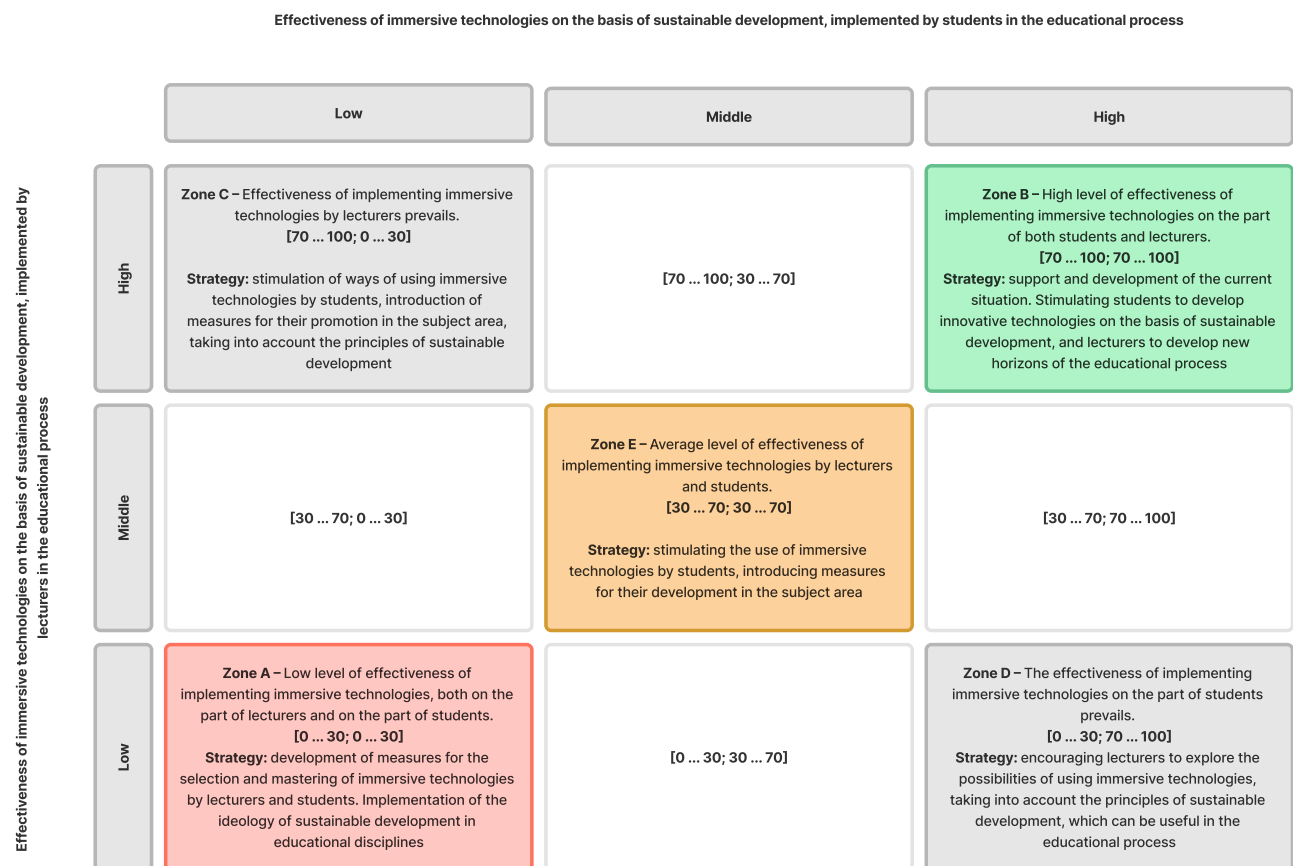 Effectiveness of immersive technologies on the basis of sustainable development, implemented by students in the educational process
Low
Middle
High
Effectiveness of immersive technologies on the basis of sustainable development, implemented by
lecturers in the educational process
High
Zone C – Effectiveness of implementing immersive
technologies by lecturers prevails.
[70 ... 100; 0 ... 30]
Strategy: stimulation of ways of using immersive
technologies by students, introduction of
measures for their promotion in the subject area,
taking into account the principles of sustainable
development
[70 ... 100; 30 ... 70]
Zone B – High level of effectiveness of
implementing immersive technologies on the part
of both students and lecturers.
[70 ... 100; 70 ... 100]
Strategy: support and development of the current
situation. Stimulating students to develop
innovative technologies on the basis of sustainable
development, and lecturers to develop new
horizons of the educational process
Middle
[30 ... 70; 0 ... 30]
Zone E – Average level of effectiveness of
implementing immersive technologies by lecturers
and students.
[30 ... 70; 30 ... 70]
Strategy: stimulating the use of immersive
technologies by students, introducing measures
for their development in the subject area
[30 ... 70; 70 ... 100]
Low
Zone A – Low level of effectiveness of
implementing immersive technologies, both on the
part of lecturers and on the part of students.
[0 ... 30; 0 ... 30]
Strategy: development of measures for the
selection and mastering of immersive technologies
by lecturers and students. Implementation of the
ideology of sustainable development in
educational disciplines
[0 ... 30; 30 ... 70]
Zone D – The effectiveness of implementing
immersive technologies on the part of students
prevails.
[0 ... 30; 70 ... 100]
Strategy: encouraging lecturers to explore the
possibilities of using immersive technologies,
taking into account the principles of sustainable
development, which can be useful in the
educational process